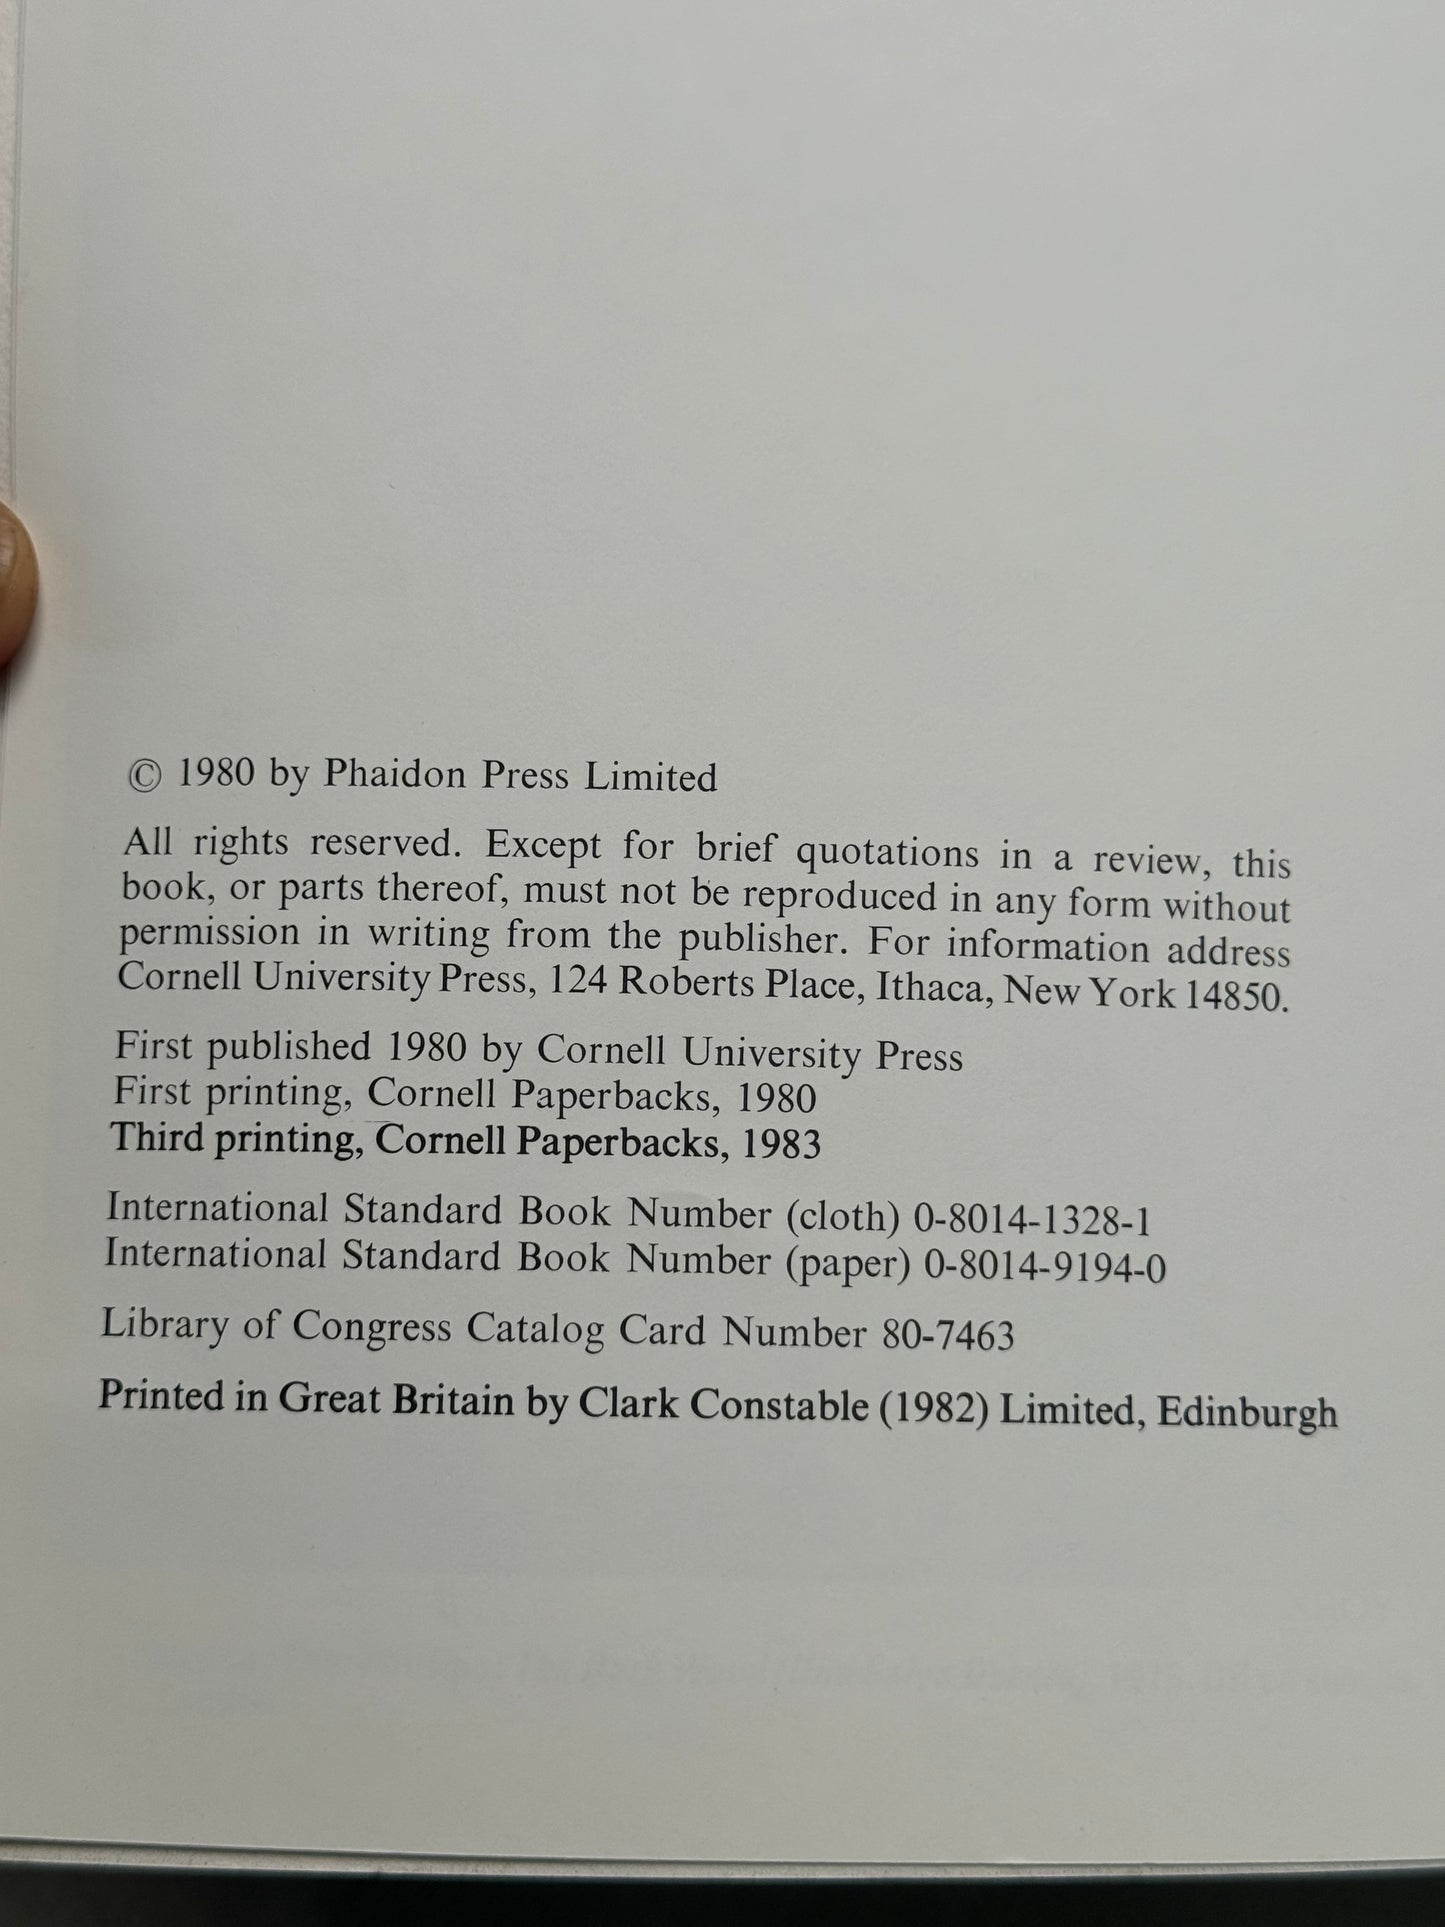 © 1980 by Phaidon Press Limited
All rights reserved. Except for brief quotations in a review, this
book, or parts thereof, must not be reproduced in any form without
permission in writing from the publisher. For information address
Cornell University Press, 124 Roberts Place, Ithaca, New York 14850.
First published 1980 by Cornell University Press
First printing, Cornell Paperbacks, 1980
Third printing, Cornell Paperbacks, 1983
International Standard Book Number (cloth) 0-8014-1328-1
International Standard Book Number (paper) 0-8014-9194-0
Library of Congress Catalog Card Number 80-7463
Printed in Great Britain by Clark Constable (1982) Limited, Edinburgh